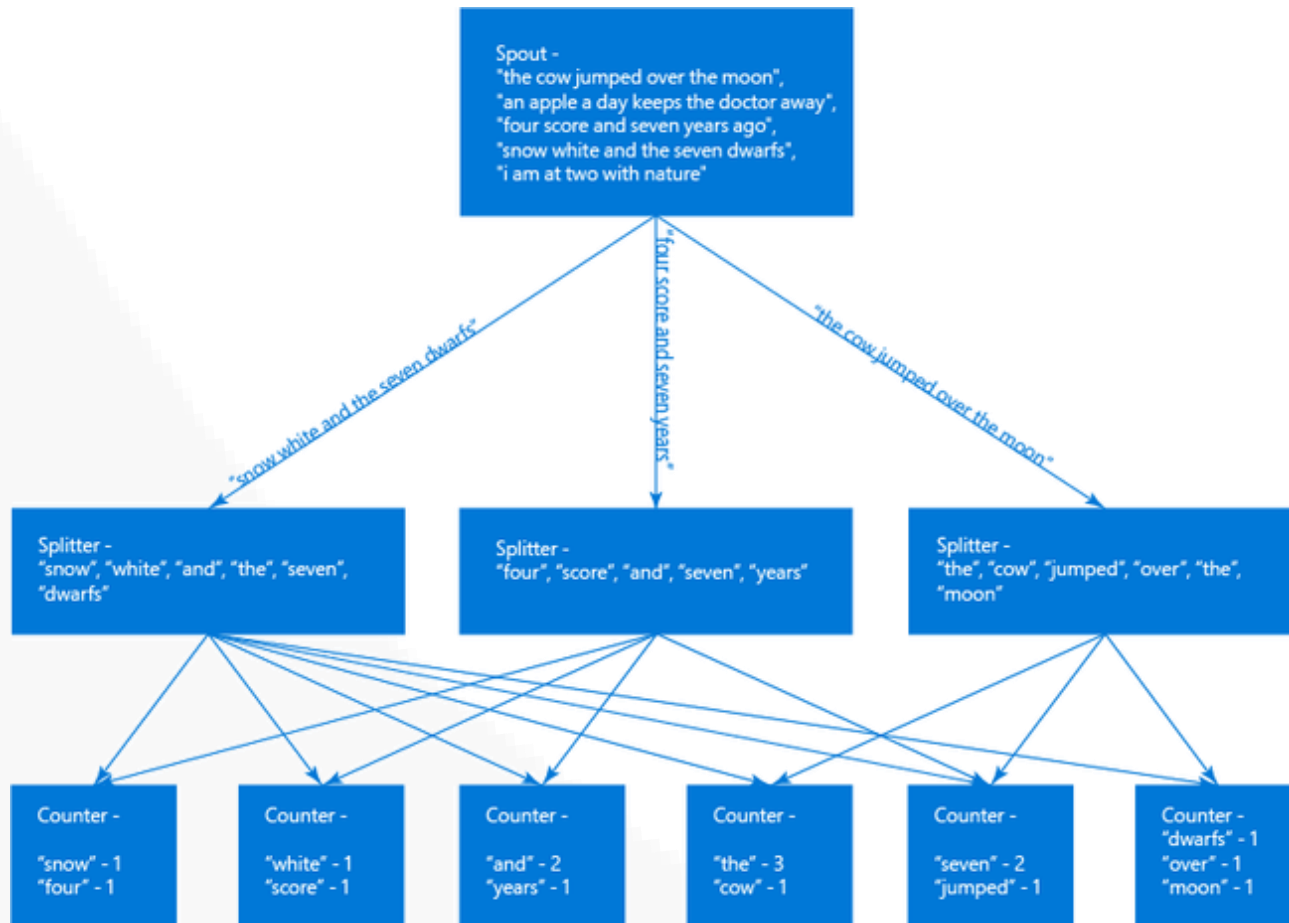 Spout -
"the cow jumped over the moon",
"an apple a day keeps the doctor away",
"four score and seven years ago",
"snow white and the seven dwarfs",
"i am at two with nature"
“snow white and the seven dwarfs”
“four score and seven years”
“the cow jumped over the moon”
Splitter -
“snow”, “white”, “and”, “the”, “seven”,
“dwarfs”
Splitter -
“four”, “score”, “and”, “seven”, “years”
Splitter -
“the”, “cow”, “jumped”, “over”, “the”,
“moon”
Counter -
“snow” - 1
“four” - 1
Counter -
“white” - 1
“score” - 1
Counter -
“and” - 2
“years” - 1
Counter -
“the” - 3
“cow” - 1
Counter -
“seven” - 2
“jumped” - 1
Counter -
“dwarfs” - 1
“over” - 1
“moon” - 1